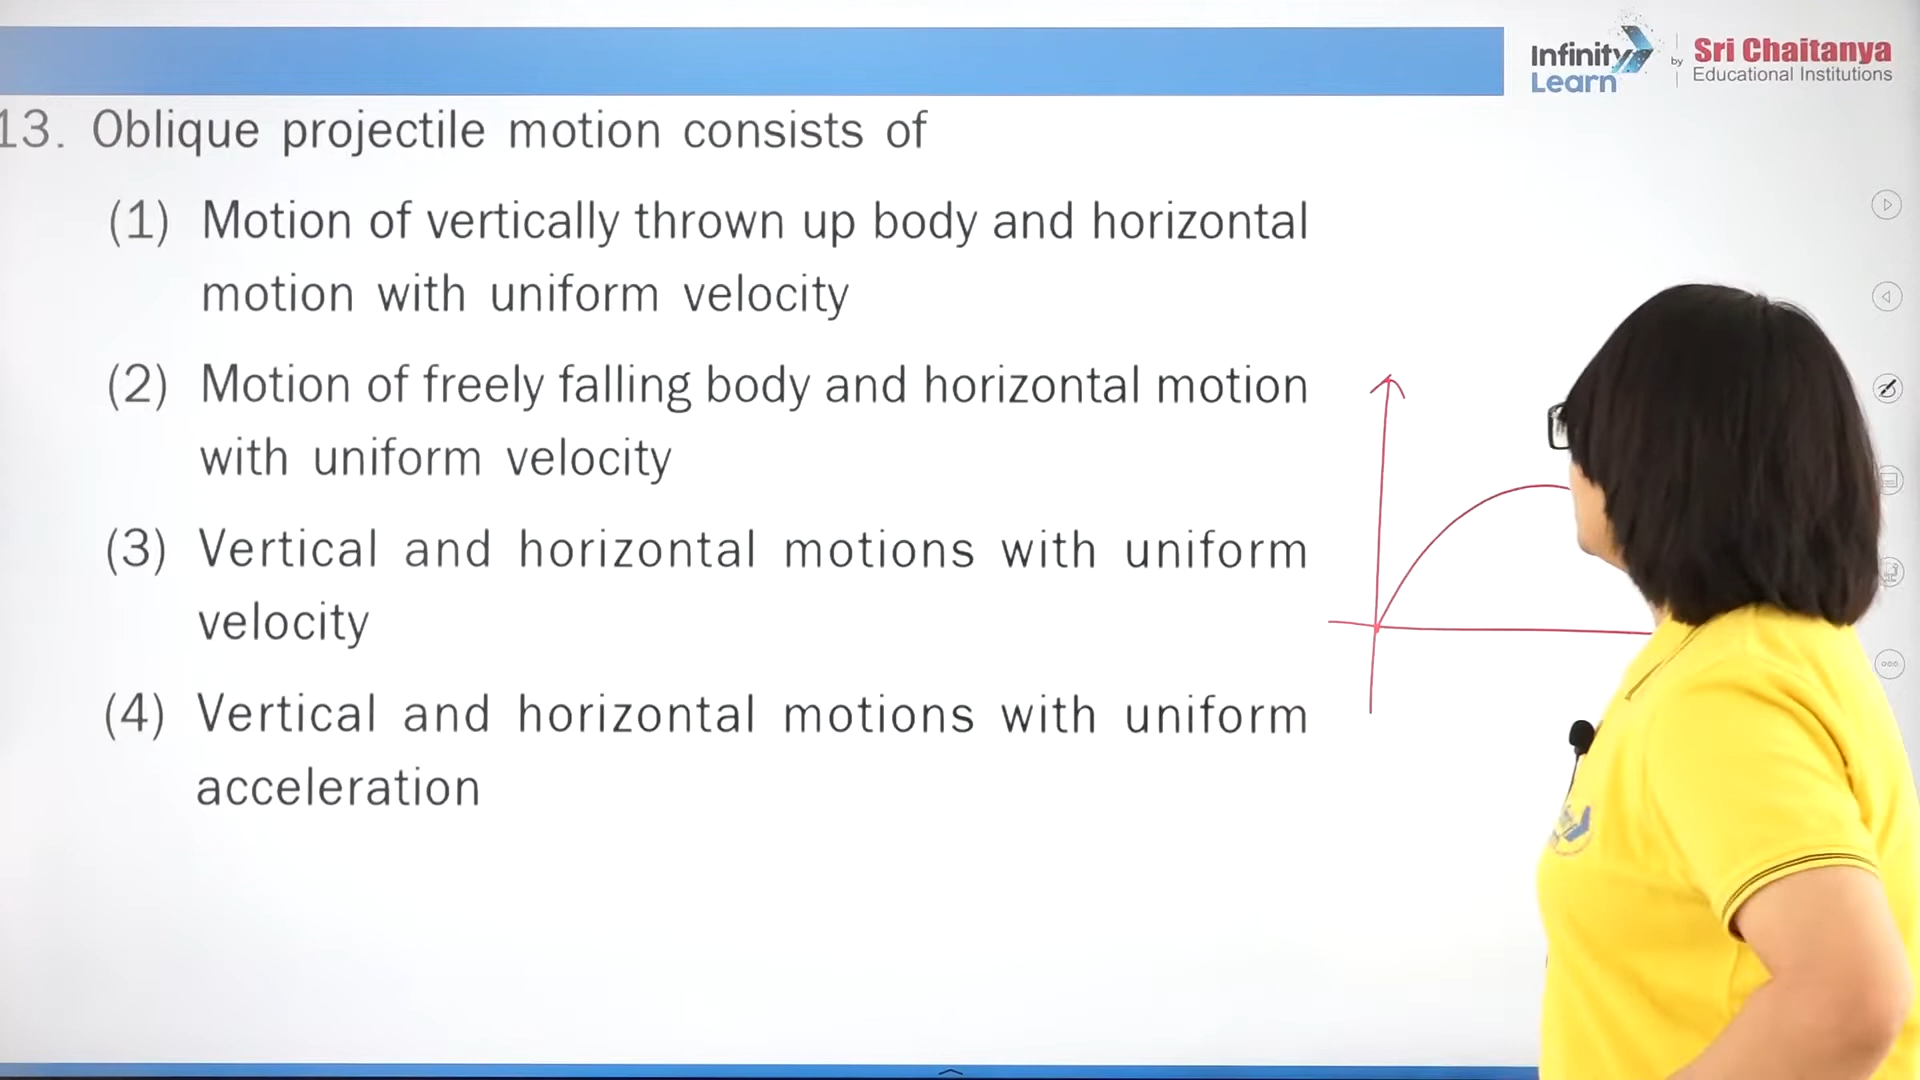 Infinity Learn by Sri Chaitanya Educational Institutions
13. Oblique projectile motion consists of
(1) Motion of vertically thrown up body and horizontal
motion with uniform velocity
(2) Motion of freely falling body and horizontal motion
with uniform velocity
(3) Vertical and horizontal motions with uniform
velocity
(4) Vertical and horizontal motions with uniform
acceleration